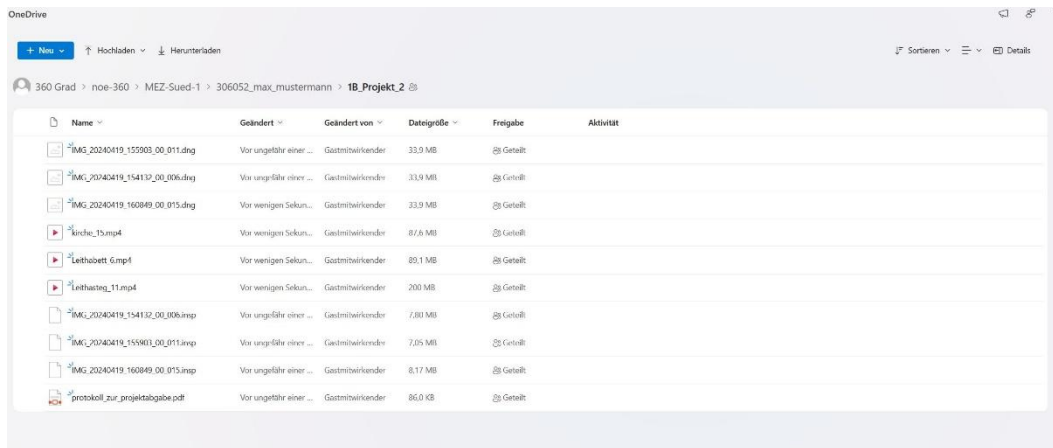 OneDrive
+ Neu Hochladen Herunterladen Sortieren Details
360 Grad > noe-360 > MEZ-Sued-1 > 306052_max_mustermann > 1B_Projekt_2
Name Geändert Geändert von Dateigröße Freigabe Aktivität
IMG_20240419_155903_00_011.dng Vor ungefähr einer ... Gastmitwirkender 33,9 MB Geteilt
IMG_20240419_154132_00_006.dng Vor ungefähr einer ... Gastmitwirkender 33,9 MB Geteilt
IMG_20240419_160849_00_015.dng Vor wenigen Sekun... Gastmitwirkender 33,9 MB Geteilt
kirche_15.mp4 Vor wenigen Sekun... Gastmitwirkender 87,6 MB Geteilt
Leithabett_6.mp4 Vor wenigen Sekun... Gastmitwirkender 89,1 MB Geteilt
Leithasteg_11.mp4 Vor wenigen Sekun... Gastmitwirkender 200 MB Geteilt
IMG_20240419_154132_00_006.insp Vor ungefähr einer ... Gastmitwirkender 7,80 MB Geteilt
IMG_20240419_155903_00_011.insp Vor ungefähr einer ... Gastmitwirkender 7,05 MB Geteilt
IMG_20240419_160849_00_015.insp Vor ungefähr einer ... Gastmitwirkender 8,17 MB Geteilt
protokoll_zur_projektabgabe.pdf Vor ungefähr einer ... Gastmitwirkender 86,0 KB Geteilt